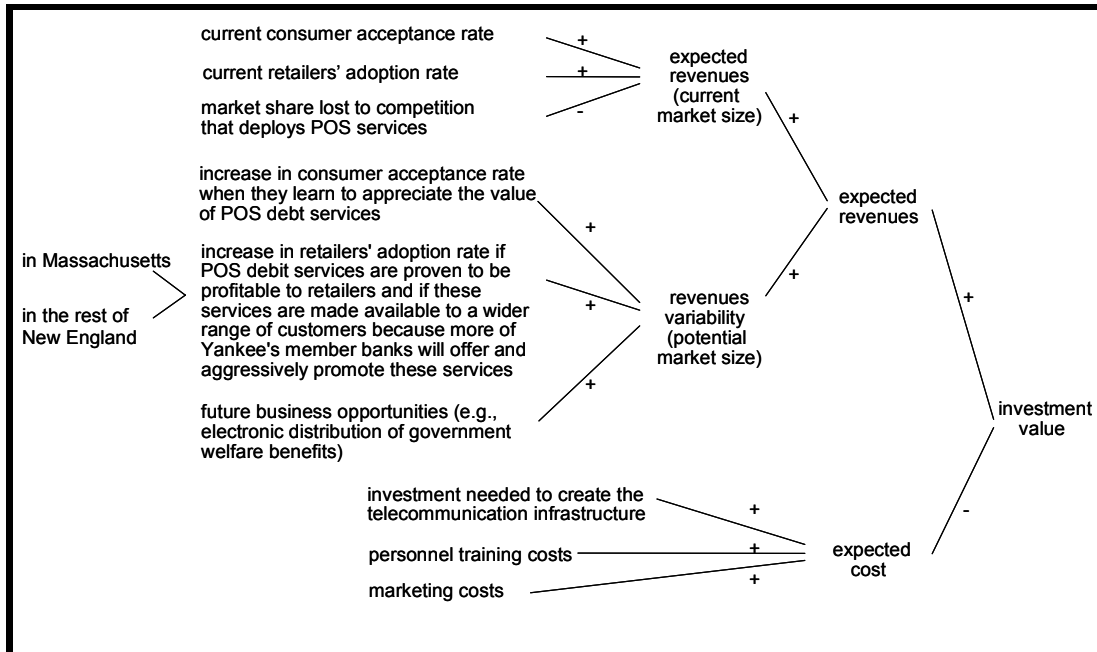 current consumer acceptance rate
+
current retailers' adoption rate
+
market share lost to competition
that deploys POS services
-
expected
revenues
(current
market size)
+
increase in consumer acceptance rate
when they learn to appreciate the value
of POS debt services
+
expected
revenues
in Massachusetts
in the rest of
New England
increase in retailers' adoption rate if
POS debit services are proven to be
profitable to retailers and if these
services are made available to a wider
range of customers because more of
Yankee's member banks will offer and
aggressively promote these services
+
revenues
variability
(potential
market size)
+
+
future business opportunities (e.g.,
electronic distribution of government
welfare benefits)
+
investment
value
investment needed to create the
telecommunication infrastructure
+
personnel training costs
+
marketing costs
+
expected
cost
-